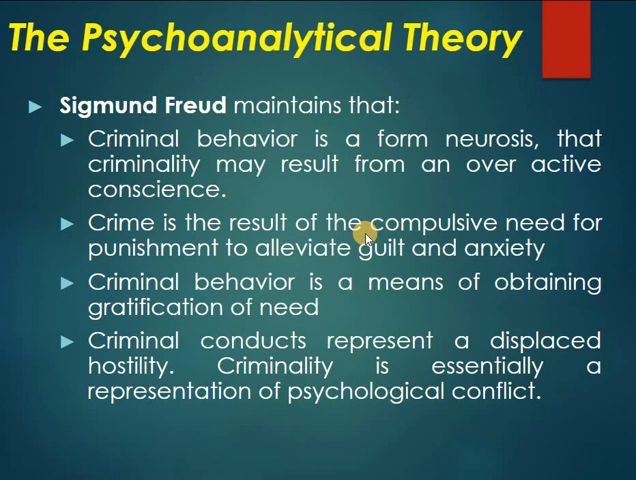 The Psychoanalytical Theory
Sigmund Freud maintains that:
Criminal behavior is a form neurosis, that
criminality may result from an over active
conscience.
Crime is the result of the compulsive need for
punishment to alleviate guilt and anxiety
Criminal behavior is a means of obtaining
gratification of need
Criminal conducts represent a displaced
hostility. Criminality is essentially a
representation of psychological conflict.